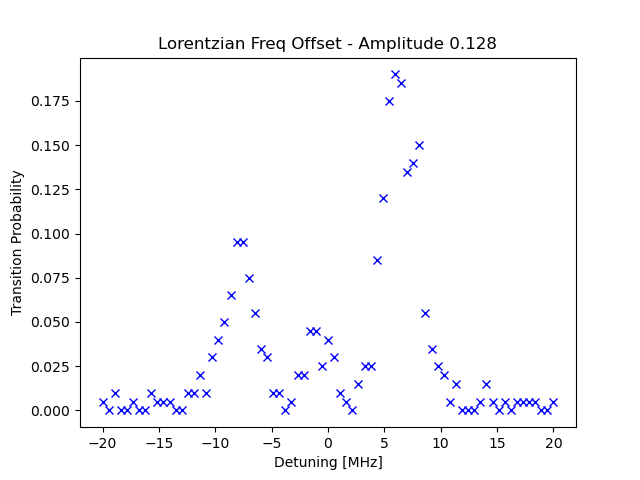 Lorentzian Freq Offset - Amplitude 0.128
Transition Probability
0.175
0.150
0.125
0.100
0.075
0.050
0.025
0.000
−20 −15 −10 −5 0 5 10 15 20
Detuning [MHz]